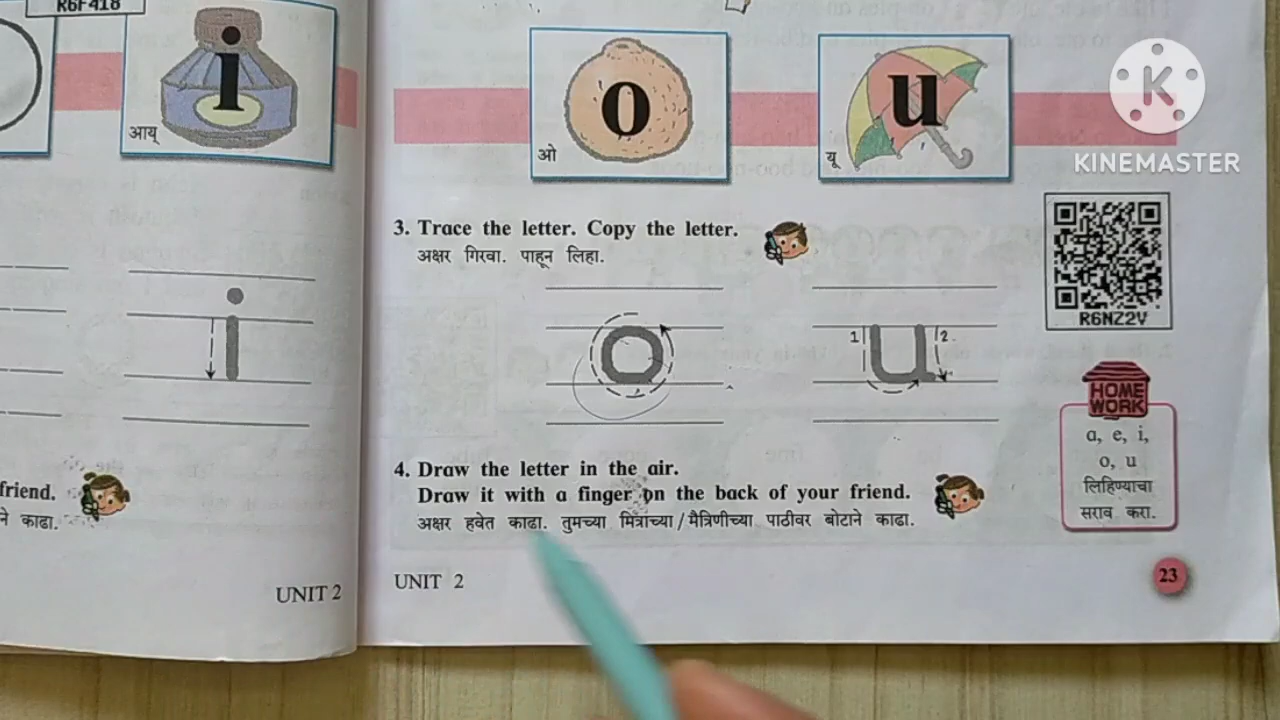 R6F418
i
आय्
friend.
ने काढा.
UNIT 2
o
ओ
u
यू
K
KINEMASTER
3. Trace the letter. Copy the letter.
अक्षर गिरवा. पाहून लिहा.
i
o
1 u 2
R6NZ2V
HOME
WORK
a, e, i,
o, u
लिहिण्याचा
सराव करा.
4. Draw the letter in the air.
Draw it with a finger on the back of your friend.
अक्षर हवेत काढा. तुमच्या मित्राच्या / मैत्रिणीच्या पाठीवर बोटाने काढा.
UNIT 2
23